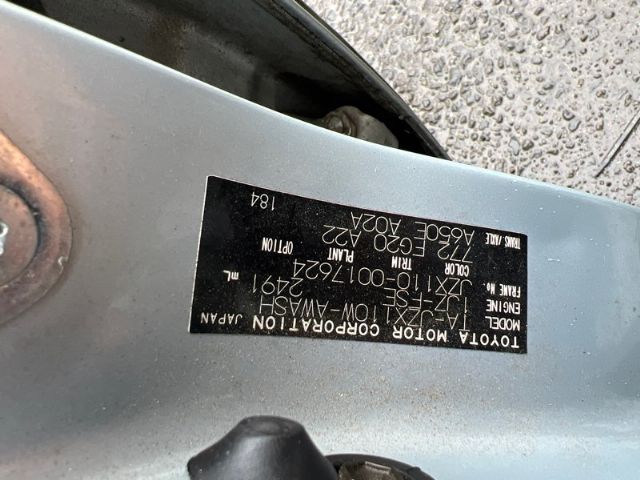 TOYOTA MOTOR CORPORATION JAPAN
MODEL TA-JZX110W-AWASH
ENGINE 1JZ-FSE 2491 mL
FRAME No. JZX110-0017624
COLOR TRIM PLANT OPTION
772 EG20 A22
TRANS/AXLE A650E A02A
184